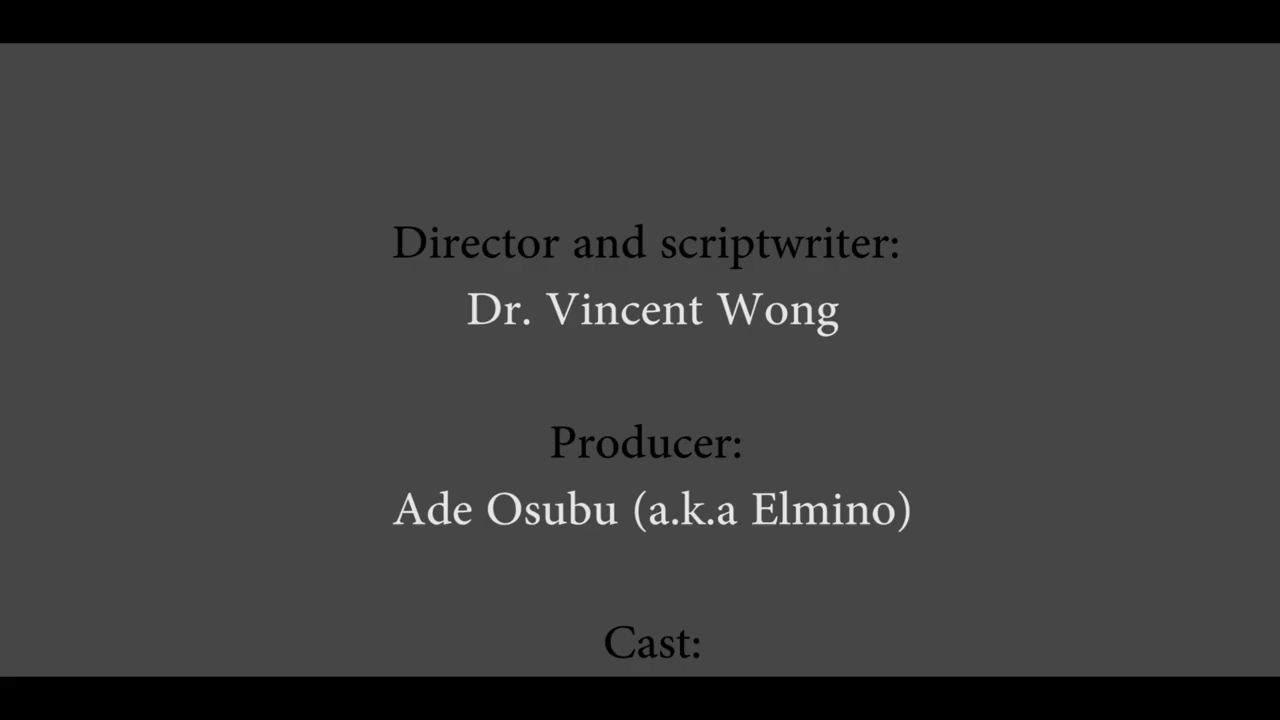 Director and scriptwriter:
Dr. Vincent Wong
Producer:
Ade Osubu (a.k.a Elmino)
Cast: